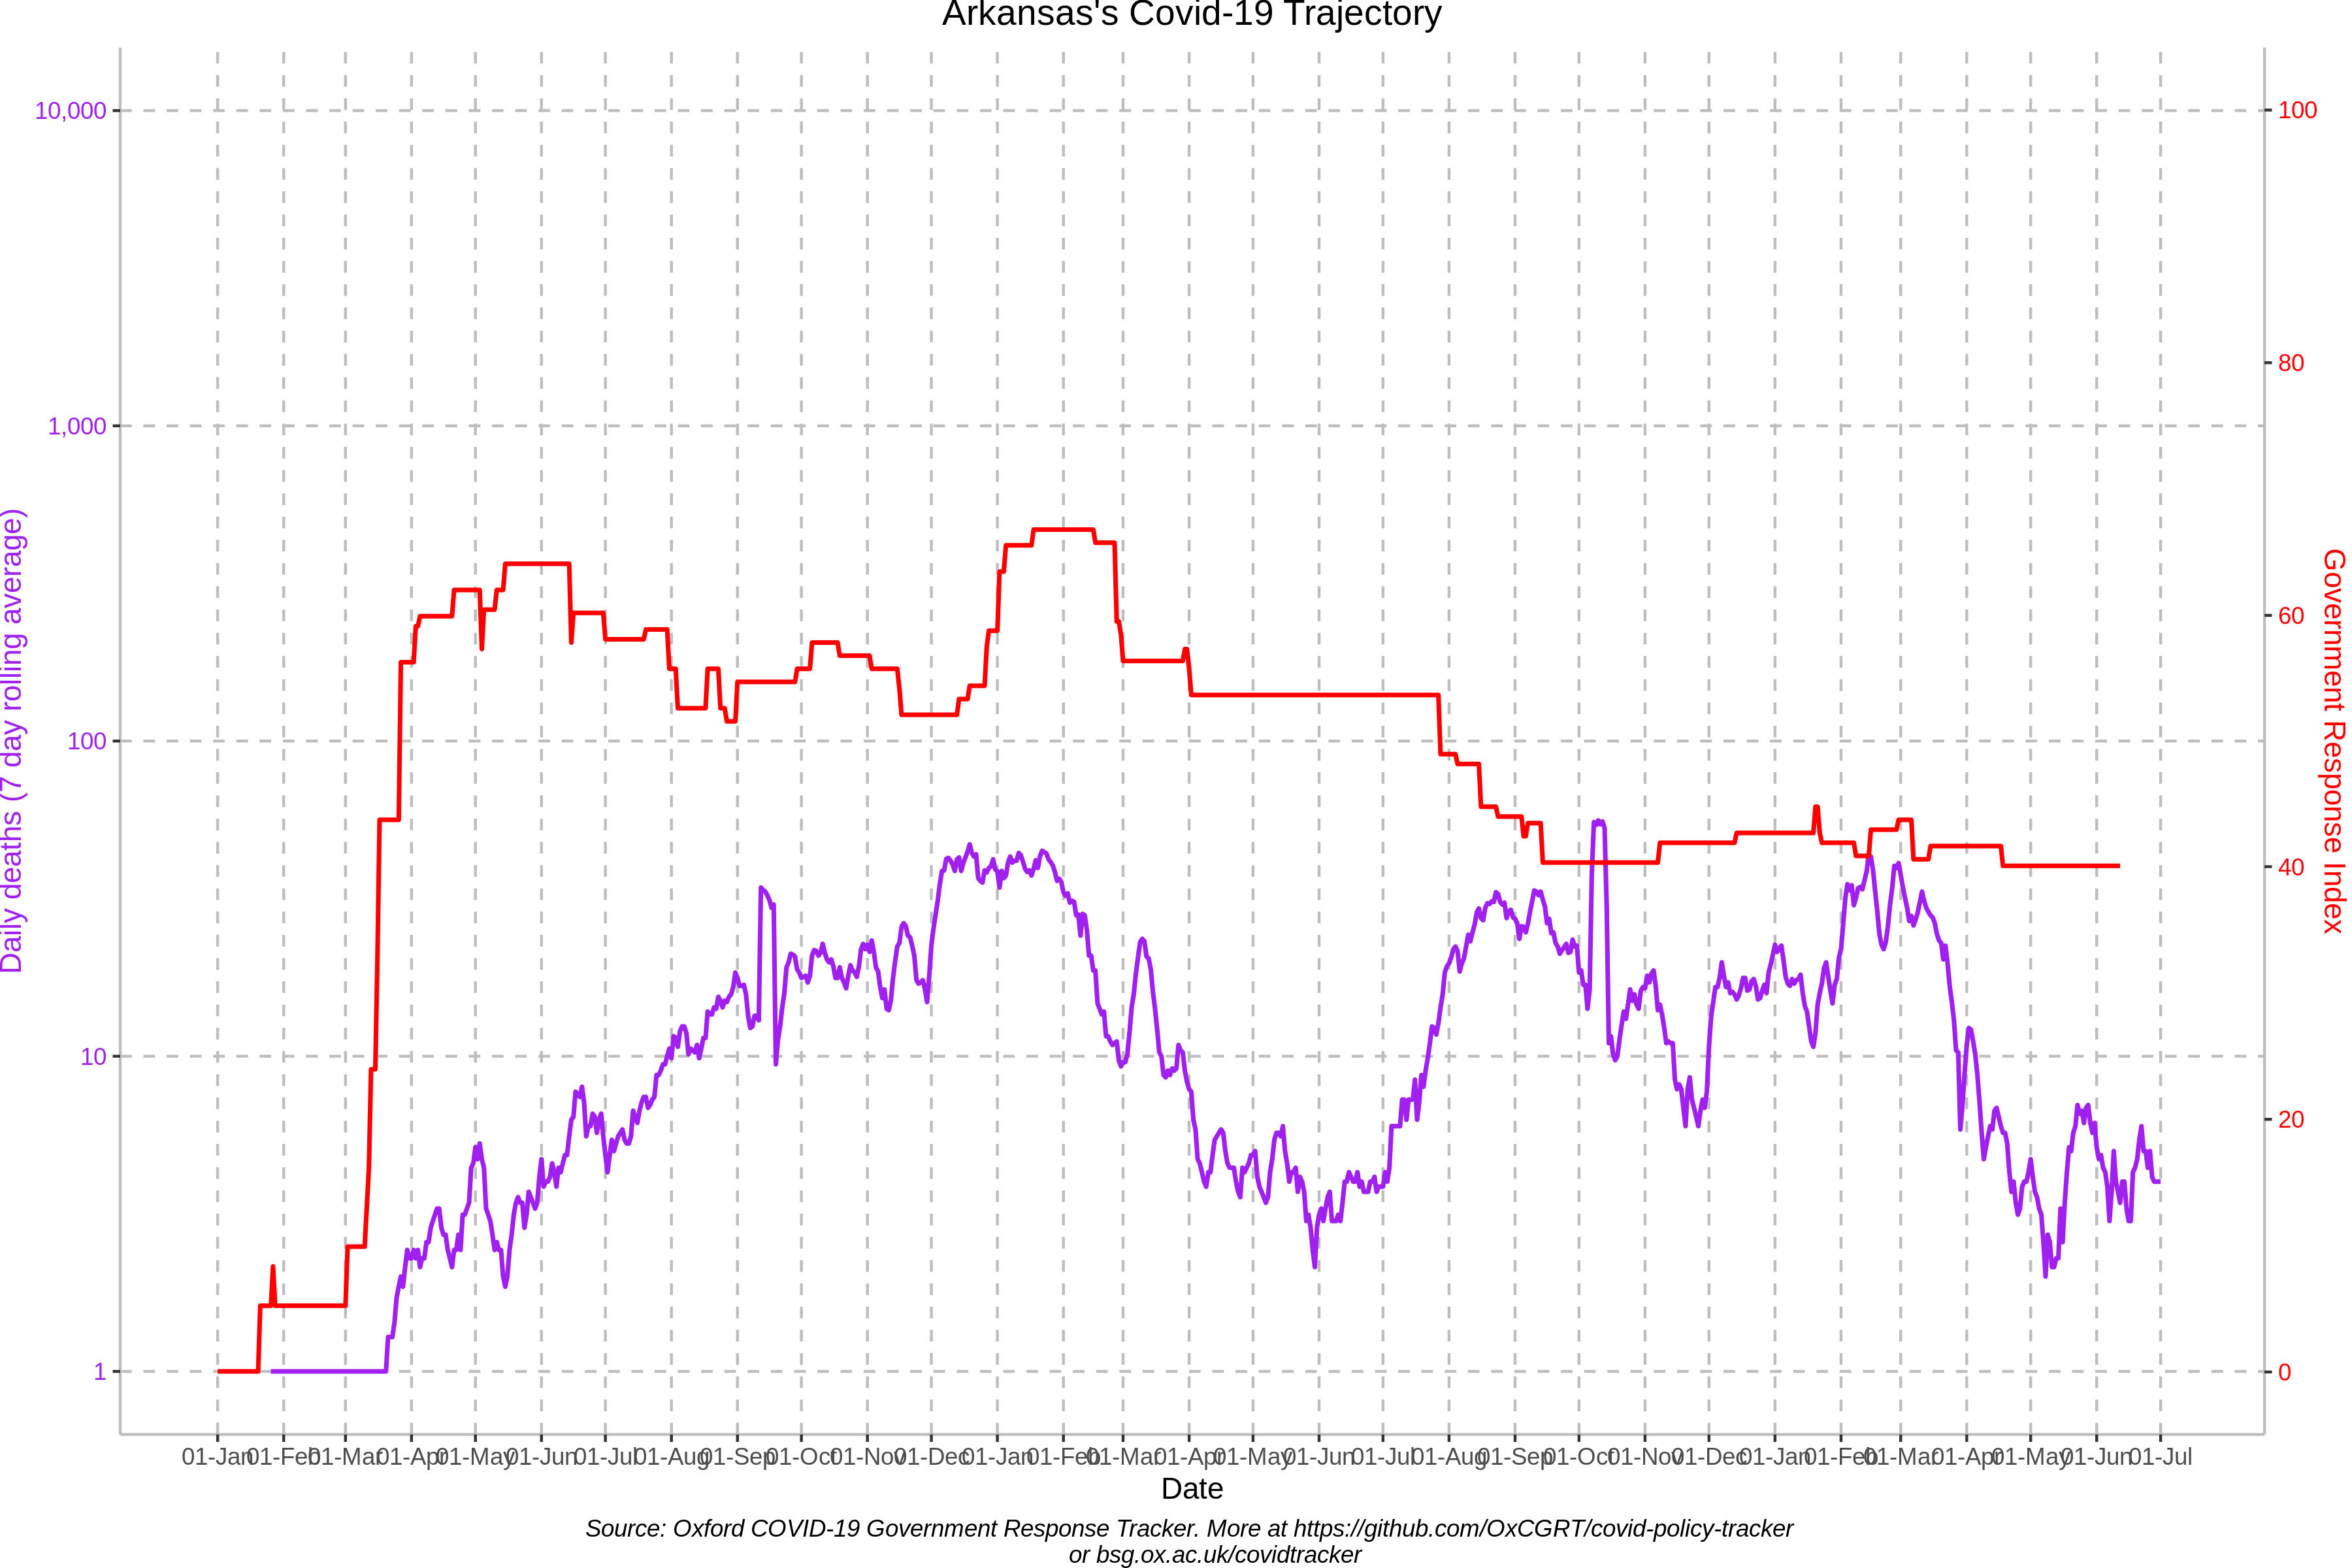 Arkansas's Covid-19 Trajectory
10,000
1,000
100
10
1
Daily deaths (7 day rolling average)
100
80
60
40
20
0
Government Response Index
01-Jan 01-Feb 01-Mar 01-Apr 01-May 01-Jun 01-Jul 01-Aug 01-Sep 01-Oct 01-Nov 01-Dec 01-Jan 01-Feb 01-Mar 01-Apr 01-May 01-Jun 01-Jul 01-Aug 01-Sep 01-Oct 01-Nov 01-Dec 01-Jan 01-Feb 01-Mar 01-Apr 01-May 01-Jun 01-Jul
Date
Source: Oxford COVID-19 Government Response Tracker. More at https://github.com/OxCGRT/covid-policy-tracker
or bsg.ox.ac.uk/covidtracker